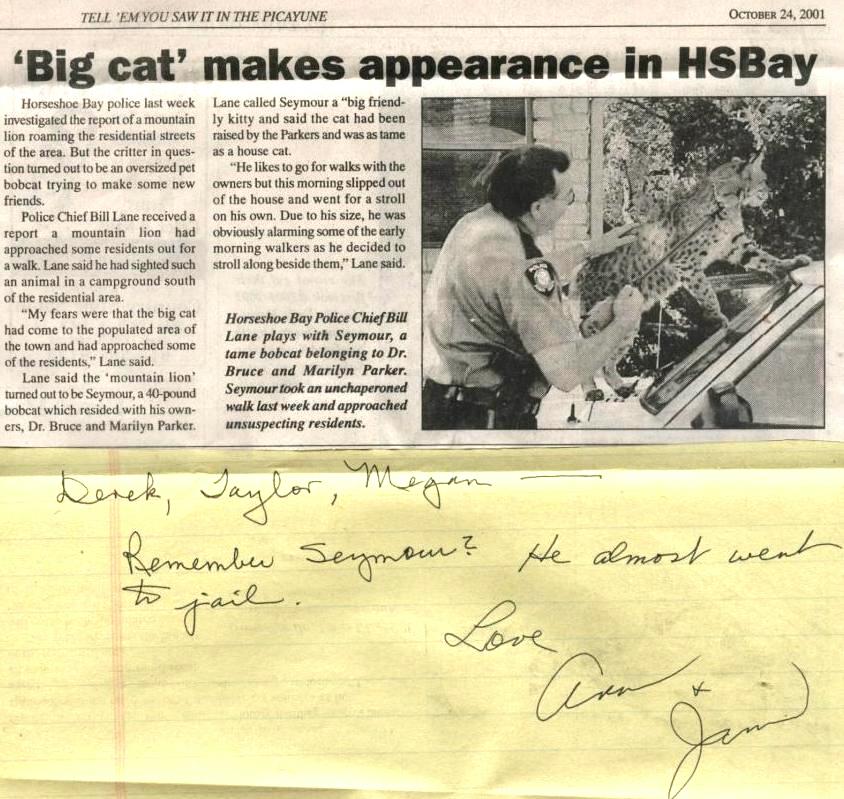 TELL 'EM YOU SAW IT IN THE PICAYUNE
OCTOBER 24, 2001
'Big cat' makes appearance in HSBay
Horseshoe Bay police last week
investigated the report of a mountain
lion roaming the residential streets
of the area. But the critter in ques-
tion turned out to be an oversized pet
bobcat trying to make some new
friends.
Police Chief Bill Lane received a
report a mountain lion had
approached some residents out for
a walk. Lane said he had sighted such
an animal in a campground south
of the residential area.
"My fears were that the big cat
had come to the populated area of
the town and had approached some
of the residents," Lane said.
Lane said the 'mountain lion'
turned out to be Seymour, a 40-pound
bobcat which resided with his own-
ers, Dr. Bruce and Marilyn Parker.
Lane called Seymour a "big friend-
ly kitty and said the cat had been
raised by the Parkers and was as tame
as a house cat.
"He likes to go for walks with the
owners but this morning slipped out
of the house and went for a stroll
on his own. Due to his size, he was
obviously alarming some of the early
morning walkers as he decided to
stroll along beside them," Lane said.
Horseshoe Bay Police Chief Bill
Lane plays with Seymour, a
tame bobcat belonging to Dr.
Bruce and Marilyn Parker.
Seymour took an unchaperoned
walk last week and approached
unsuspecting residents.
Derek, Taylor, Megan —
Remember Seymour? He almost went
to jail.
Love
Ann +